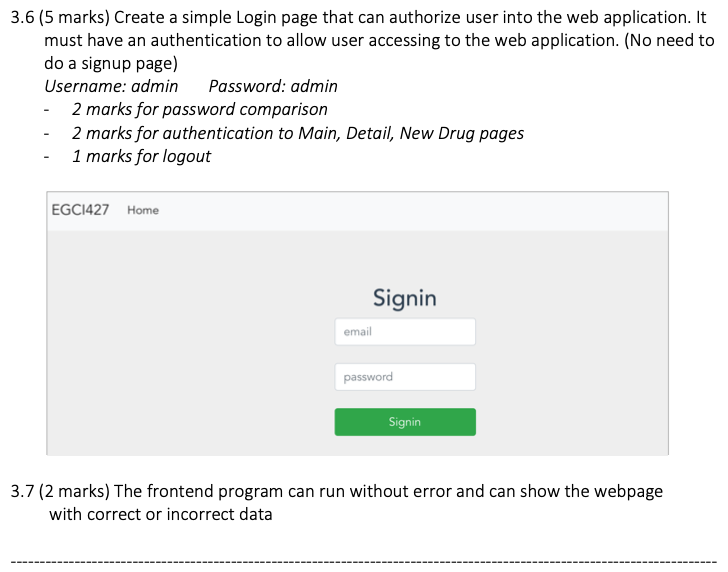 3.6 (5 marks) Create a simple Login page that can authorize user into the web application. It
must have an authentication to allow user accessing to the web application. (No need to
do a signup page)
Username: admin Password: admin
- 2 marks for password comparison
- 2 marks for authentication to Main, Detail, New Drug pages
- 1 marks for logout
EGCI427 Home
Signin
email
password
Signin
3.7 (2 marks) The frontend program can run without error and can show the webpage
with correct or incorrect data